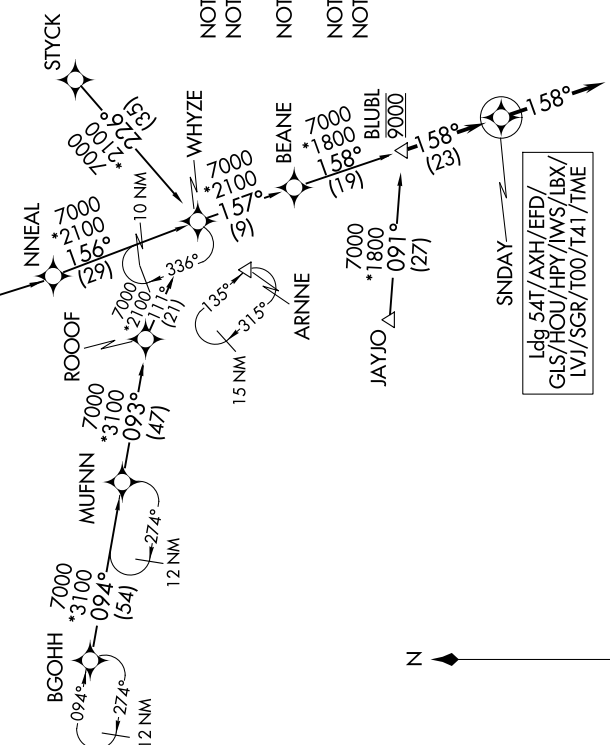 NOT
NOT
NOT
NOT
NOT
STYCK
7000
*2100
226°
(35)
WHYZE
NNEAL
7000
*2100
156°
(29)
10 NM
336°
7000
*2100
157°
(9)
BEANE
7000
*1800
158°
(19)
BLUBL
9000
158°
(23)
158°
SNDAY
ROOOF
7000
*2100
111°
(21)
135°
315°
ARNNE
15 NM
JAYJO
7000
*1800
091°
(27)
7000
*3100
093°
(47)
MUFNN
274°
12 NM
7000
*3100
094°
(54)
BGOHH
094°
274°
12 NM
N
Ldg 54T/AXH/EFD/
GLS/HOU/HPY/IWS/LBX/
LVJ/SGR/T00/T41/TME